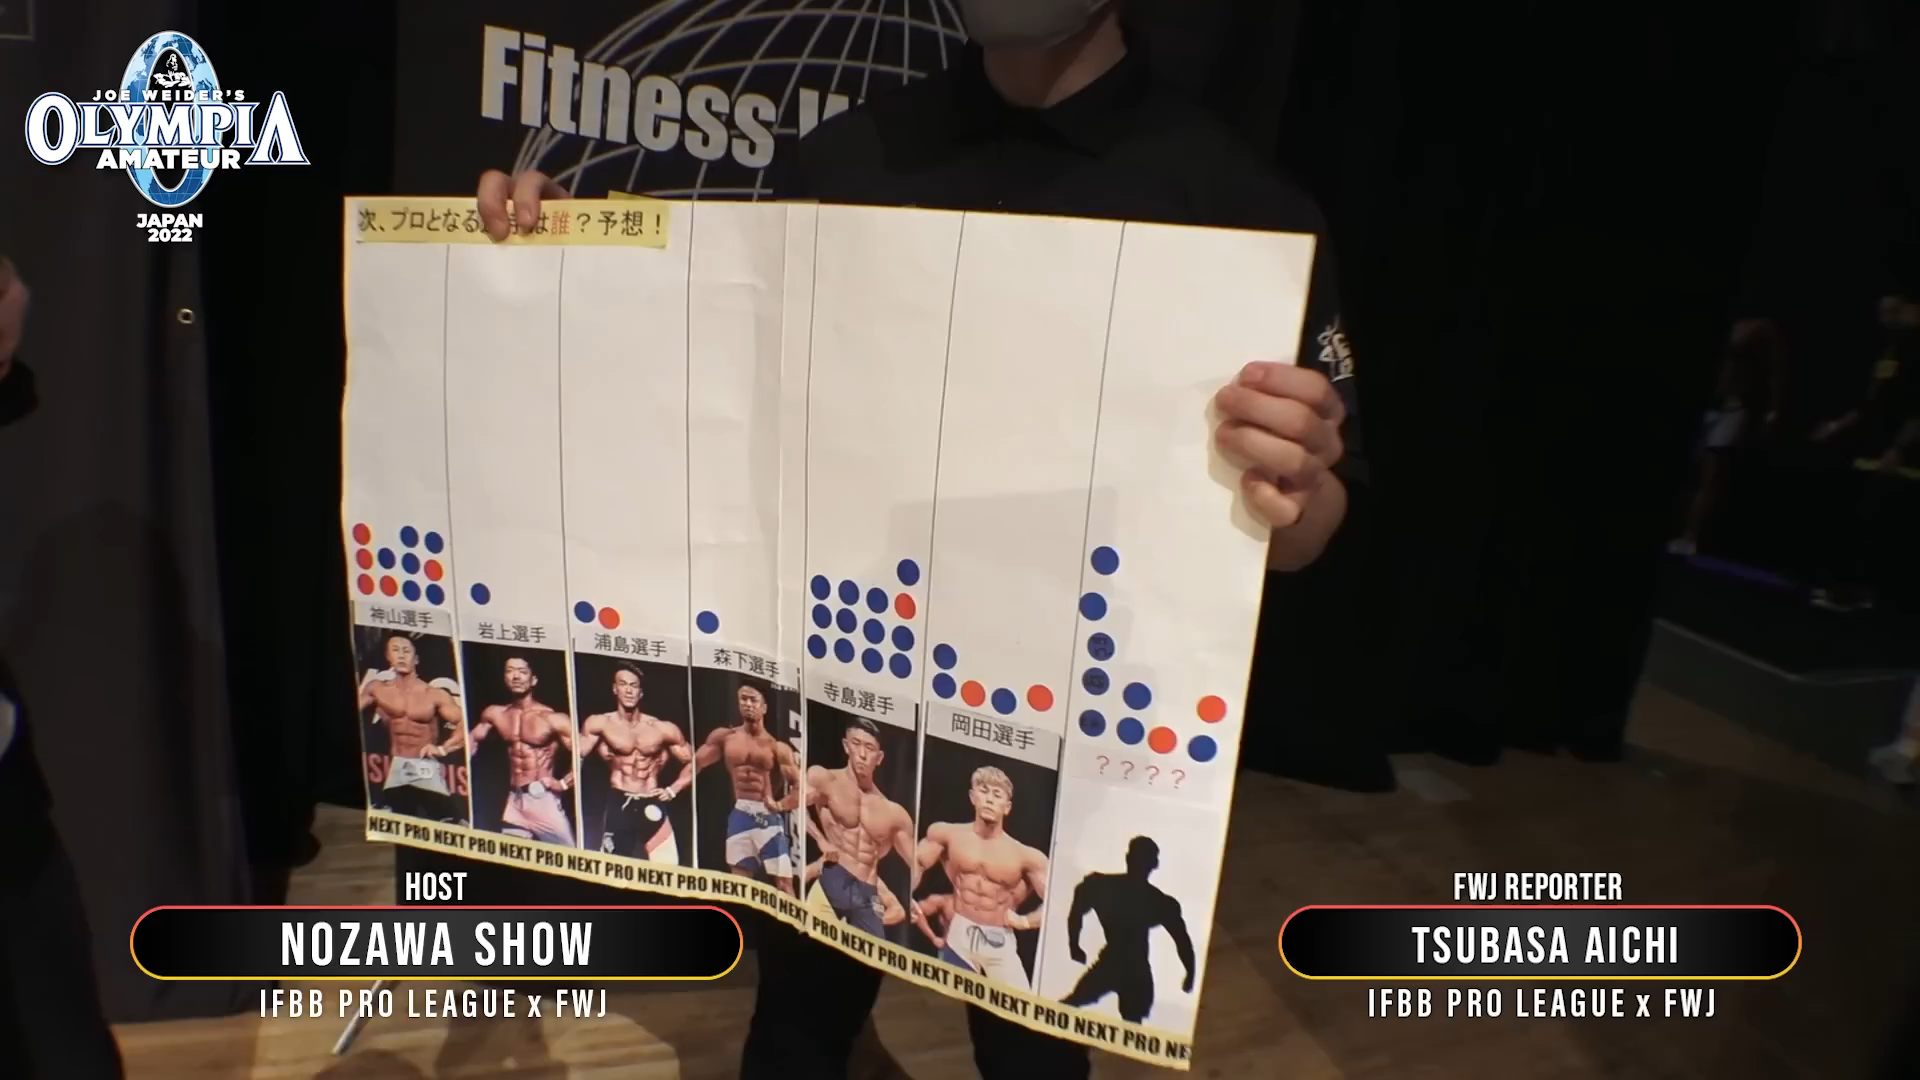 JOE WEIDER'S
OLYMPIA
AMATEUR
JAPAN
2022
Fitness
次、プロとなる
は誰？予想！
神山選手
岩上選手
浦島選手
森下選手
寺島選手
岡田選手
？？？？
NEXT PRO NEXT PRO NEXT PRO NEXT PRO NEXT PRO NEXT PRO NEXT PRO NEXT PRO NEXT PRO NEXT PRO NEXT PRO NE
HOST
NOZAWA SHOW
IFBB PRO LEAGUE x FWJ
FWJ REPORTER
TSUBASA AICHI
IFBB PRO LEAGUE x FWJ